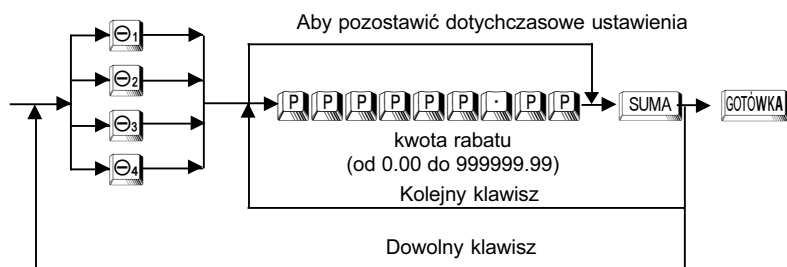 Aby pozostawić dotychczasowe ustawienia
⊖1
⊖2
⊖3
⊖4
P P P P P P · P P
SUMA
GOTÓWKA
kwota rabatu
(od 0.00 do 999999.99)
Kolejny klawisz
Dowolny klawisz